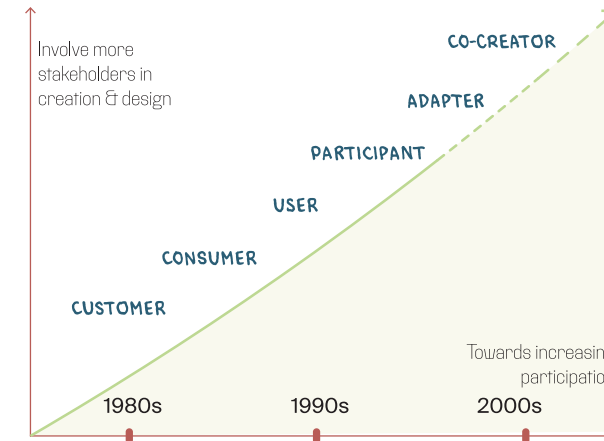 Involve more
stakeholders in
creation & design
CO-CREATOR
ADAPTER
PARTICIPANT
USER
CONSUMER
CUSTOMER
Towards increasin
participatio
1980s
1990s
2000s